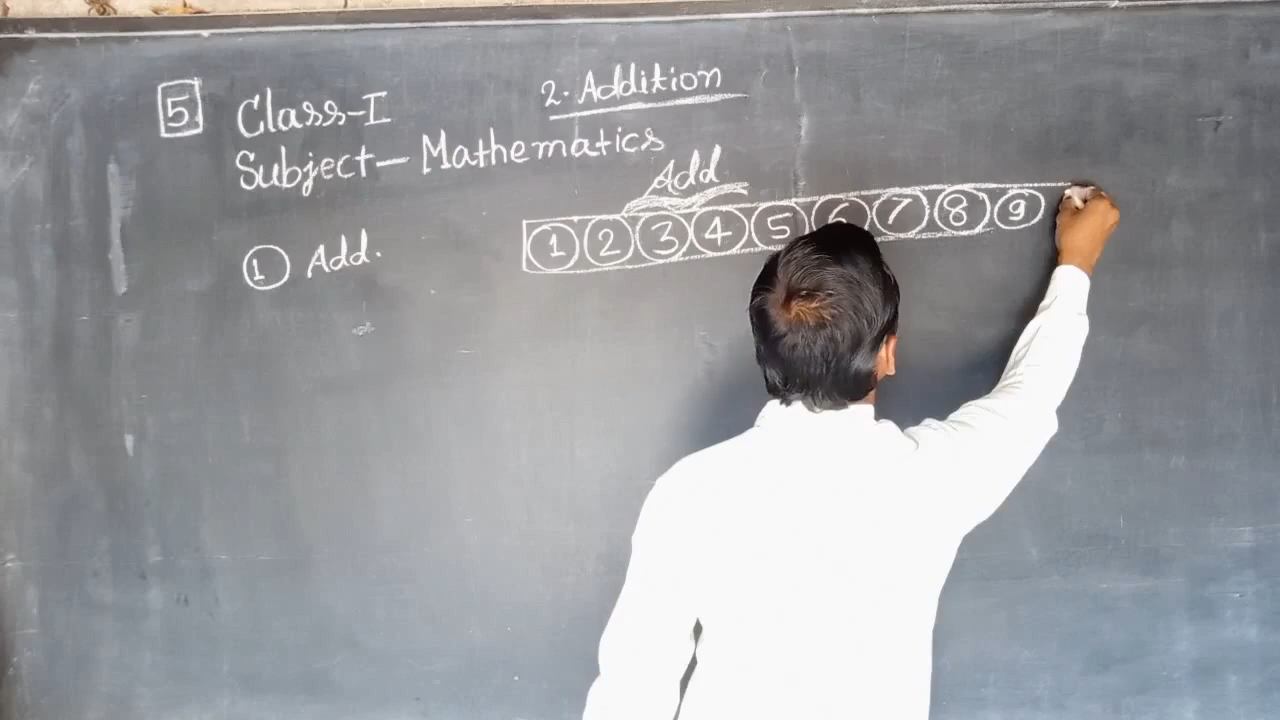 5. 2. Addition
Class-I
Subject- Mathematics
Add
1 2 3 4 5 6 7 8 9
1 Add.